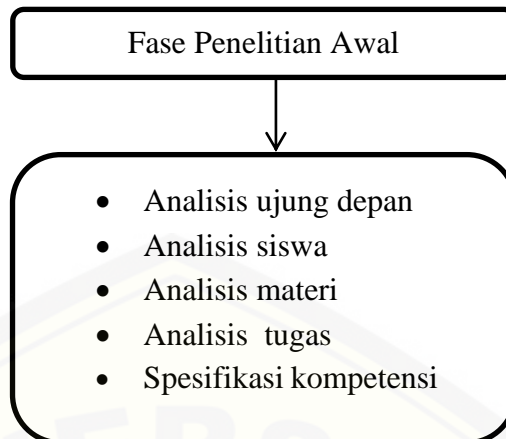 Fase Penelitian Awal
• Analisis ujung depan
• Analisis siswa
• Analisis materi
• Analisis tugas
• Spesifikasi kompetensi